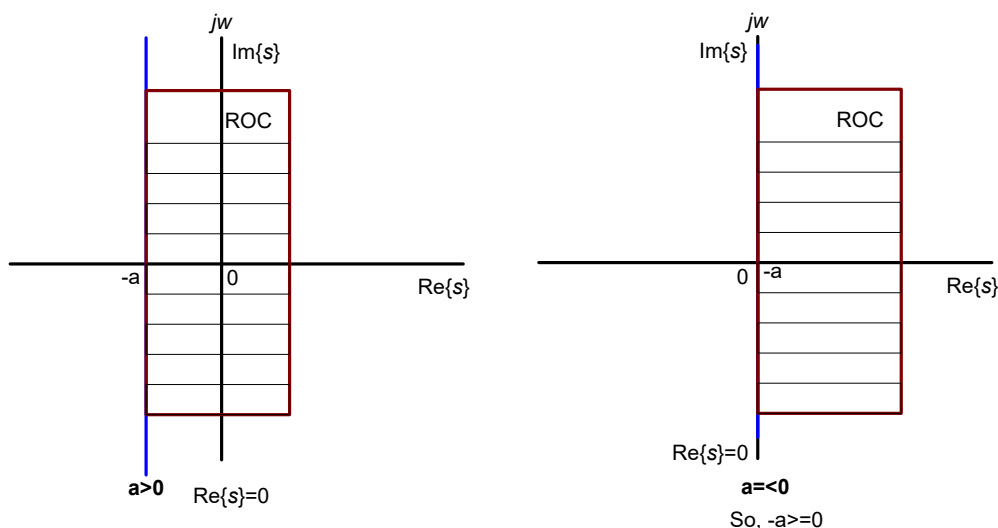 jw
Im{s}
ROC
-a
0
Re{s}
a>0
Re{s}=0
jw
Im{s}
ROC
0
-a
Re{s}
Re{s}=0
a=<0
So, -a>=0